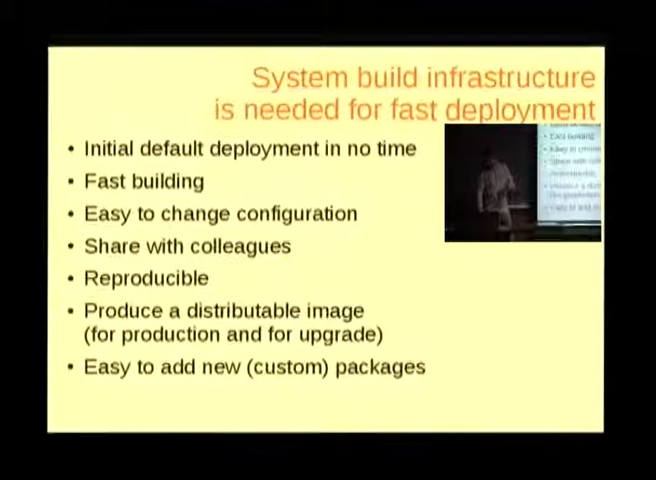 System build infrastructure
is needed for fast deployment
• Initial default deployment in no time
• Fast building
• Easy to change configuration
• Share with colleagues
• Reproducible
• Produce a distributable image
(for production and for upgrade)
• Easy to add new (custom) packages